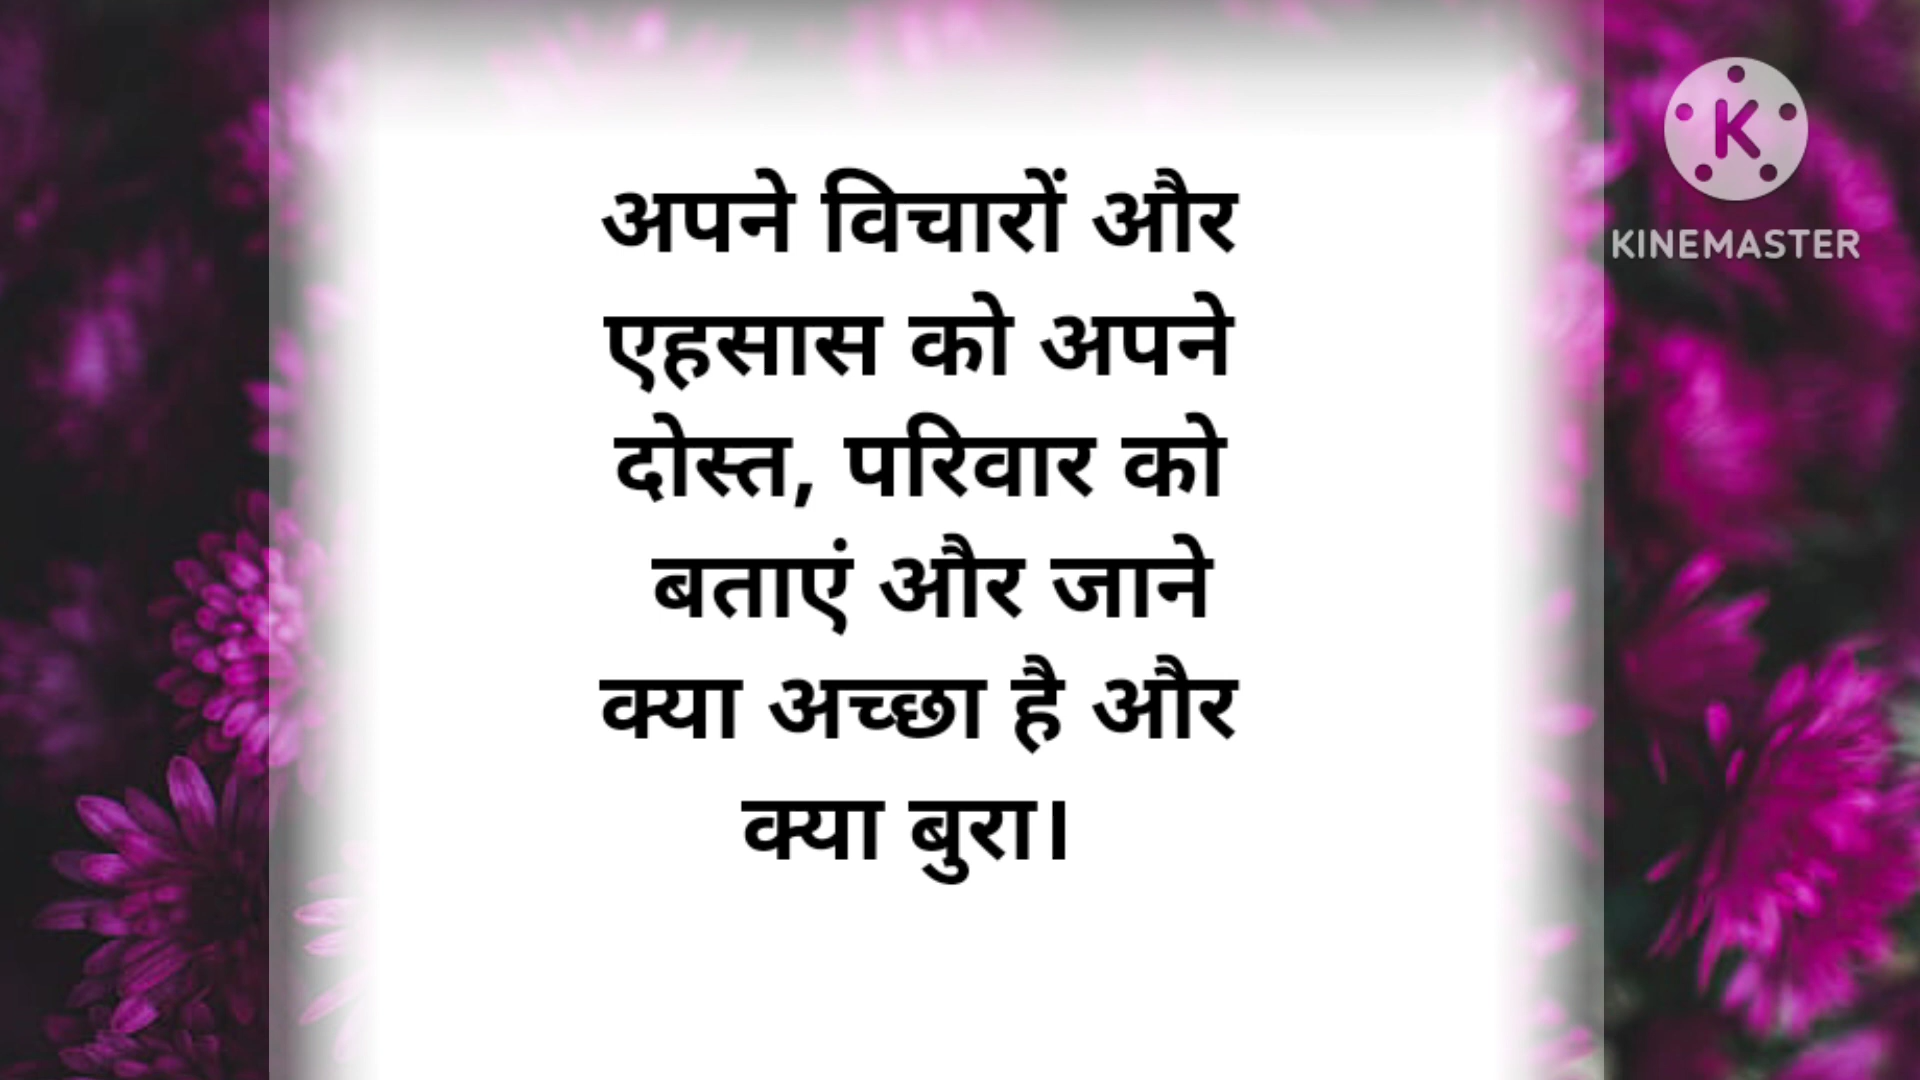 अपने विचारों और
एहसास को अपने
दोस्त, परिवार को
बताएं और जाने
क्या अच्छा है और
क्या बुरा।
K
KINEMASTER